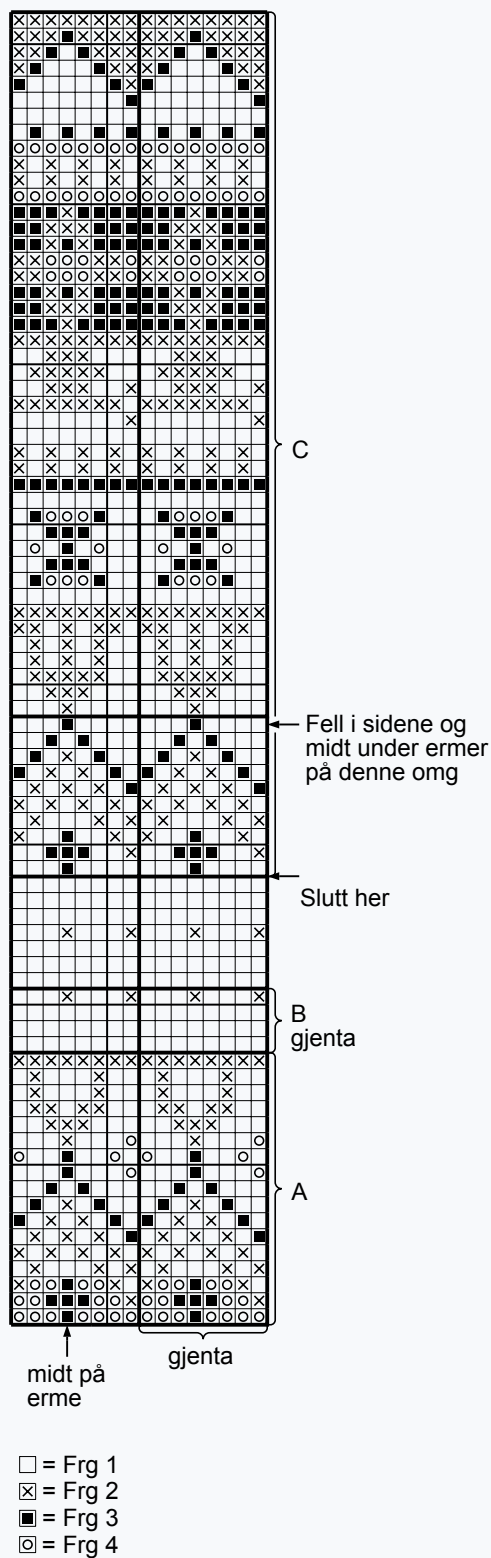 C
Fell i sidene og
midt under ermer
på denne omg
Slutt her
B
gjenta
A
gjenta
midt på
erme
= Frg 1
= Frg 2
= Frg 3
= Frg 4